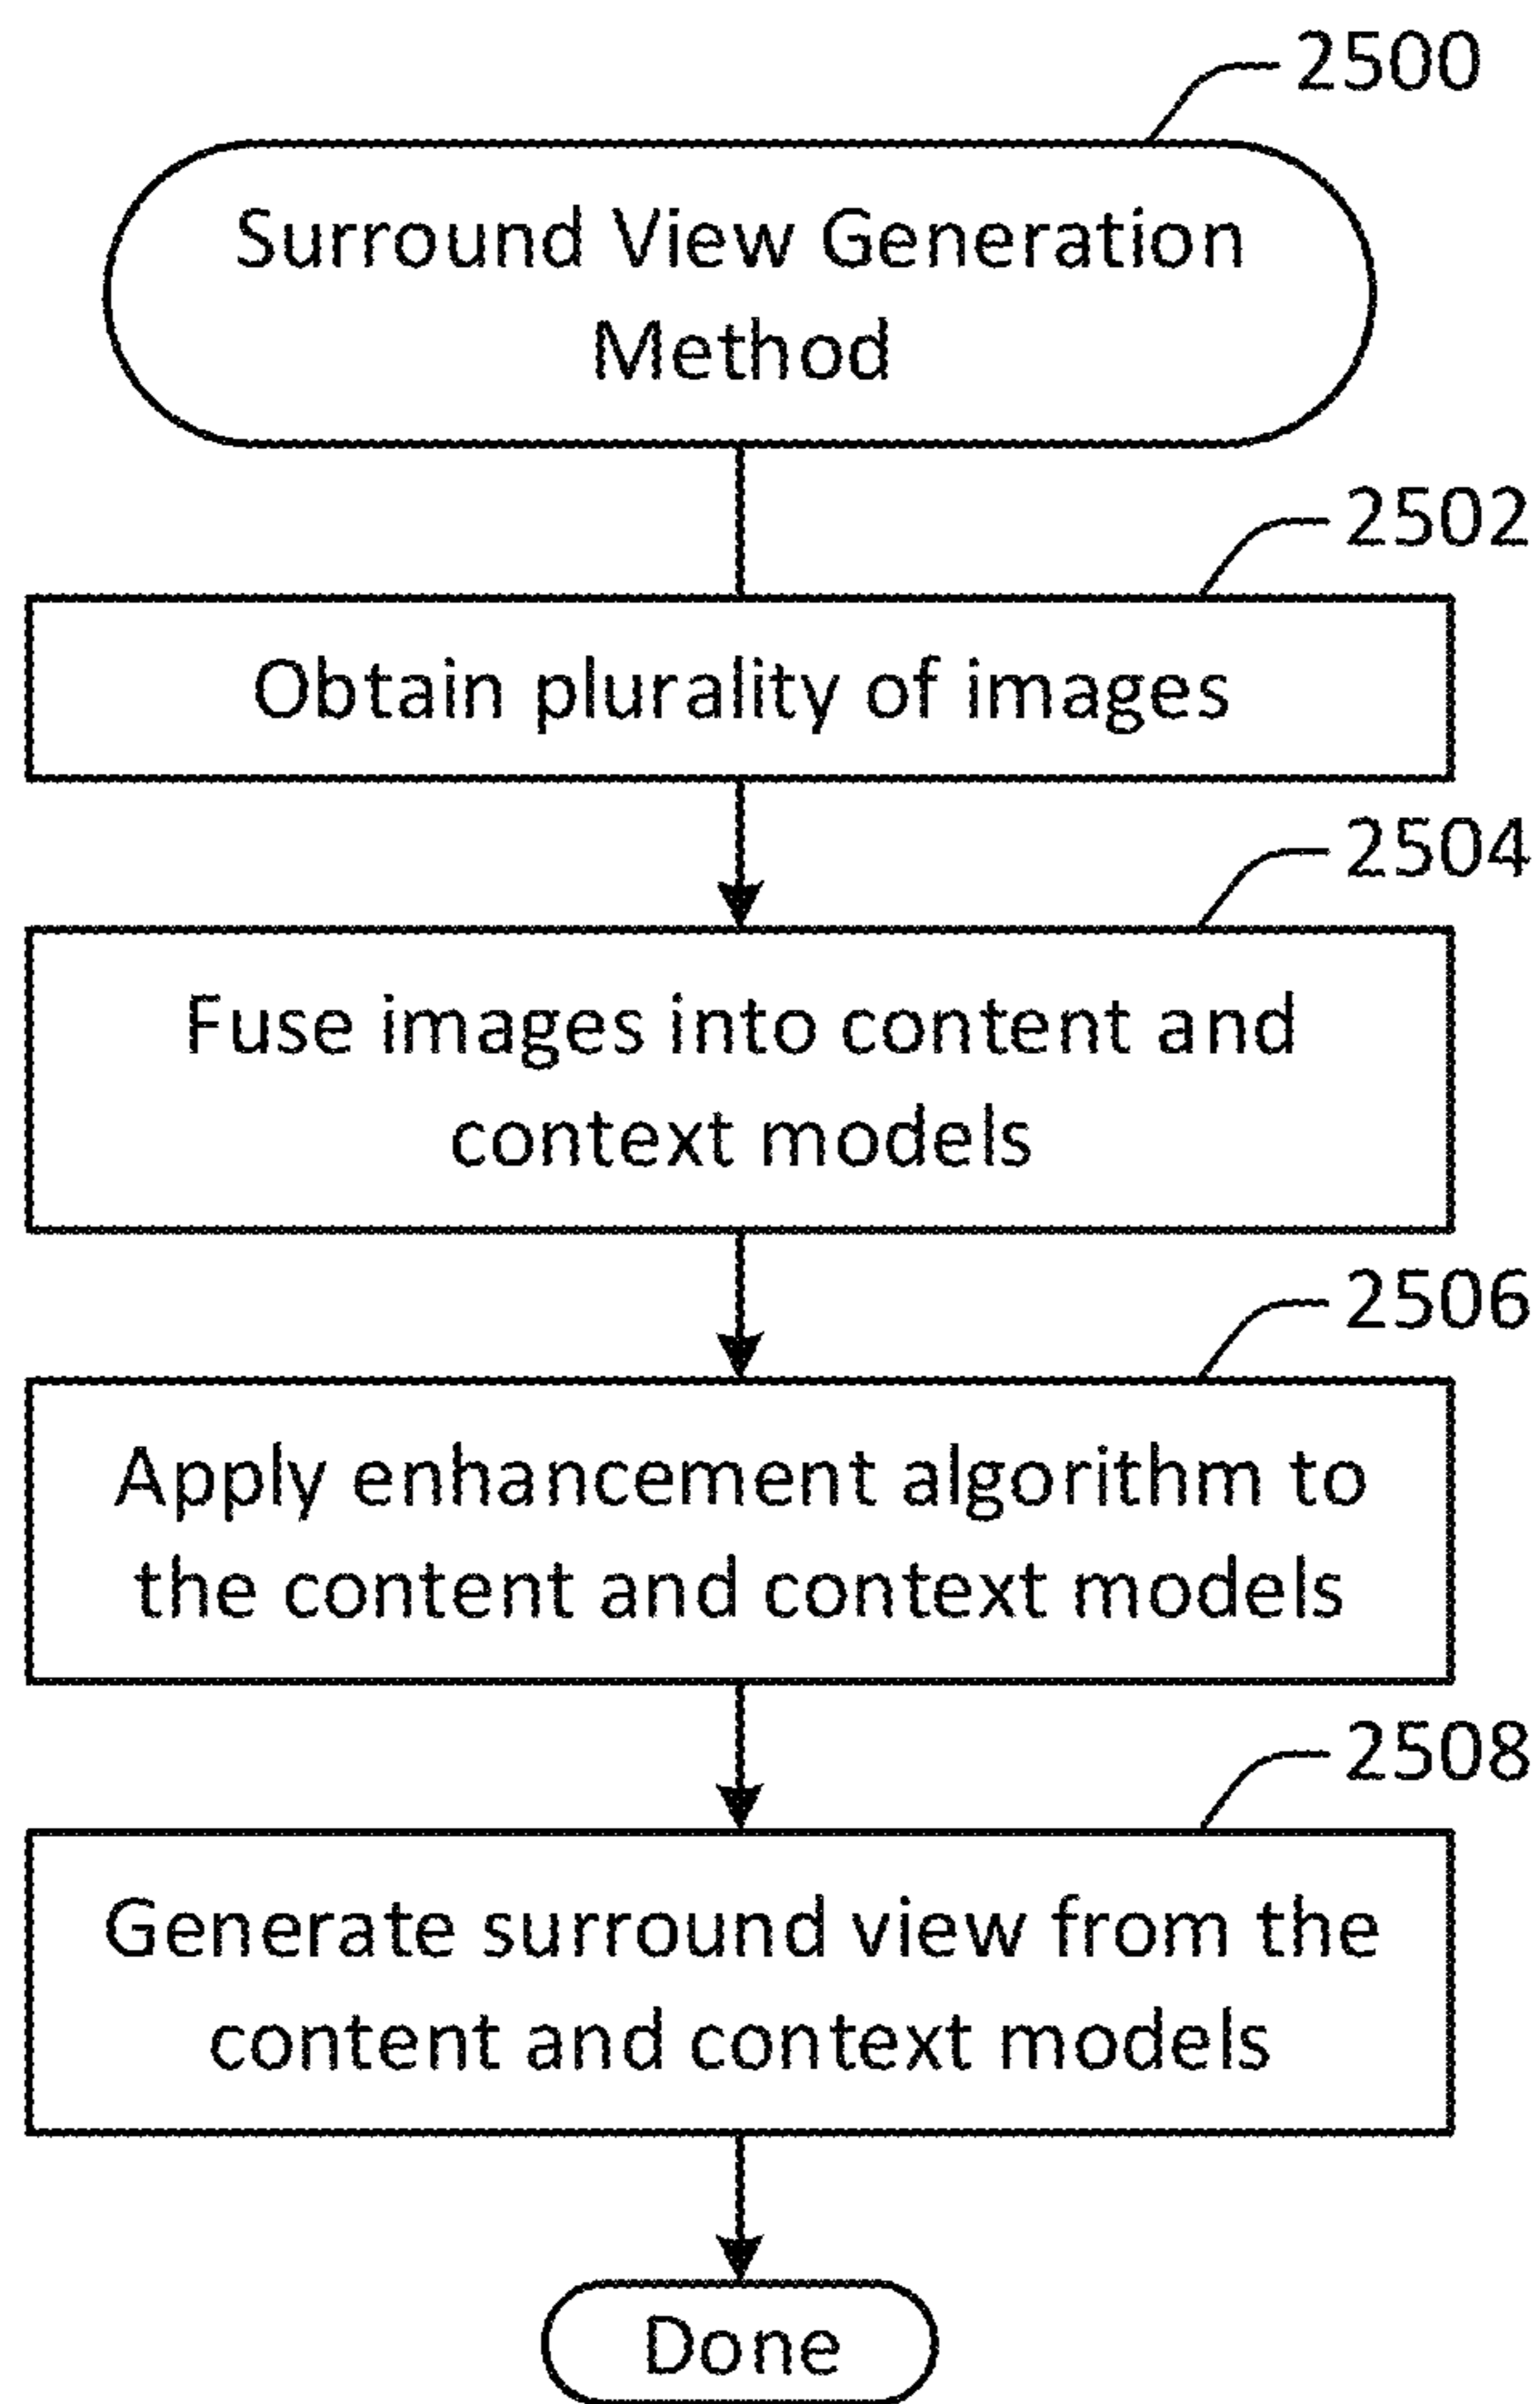 2500
Surround View Generation
Method
2502
Obtain plurality of images
2504
Fuse images into content and
context models
2506
Apply enhancement algorithm to
the content and context models
2508
Generate surround view from the
content and context models
Done